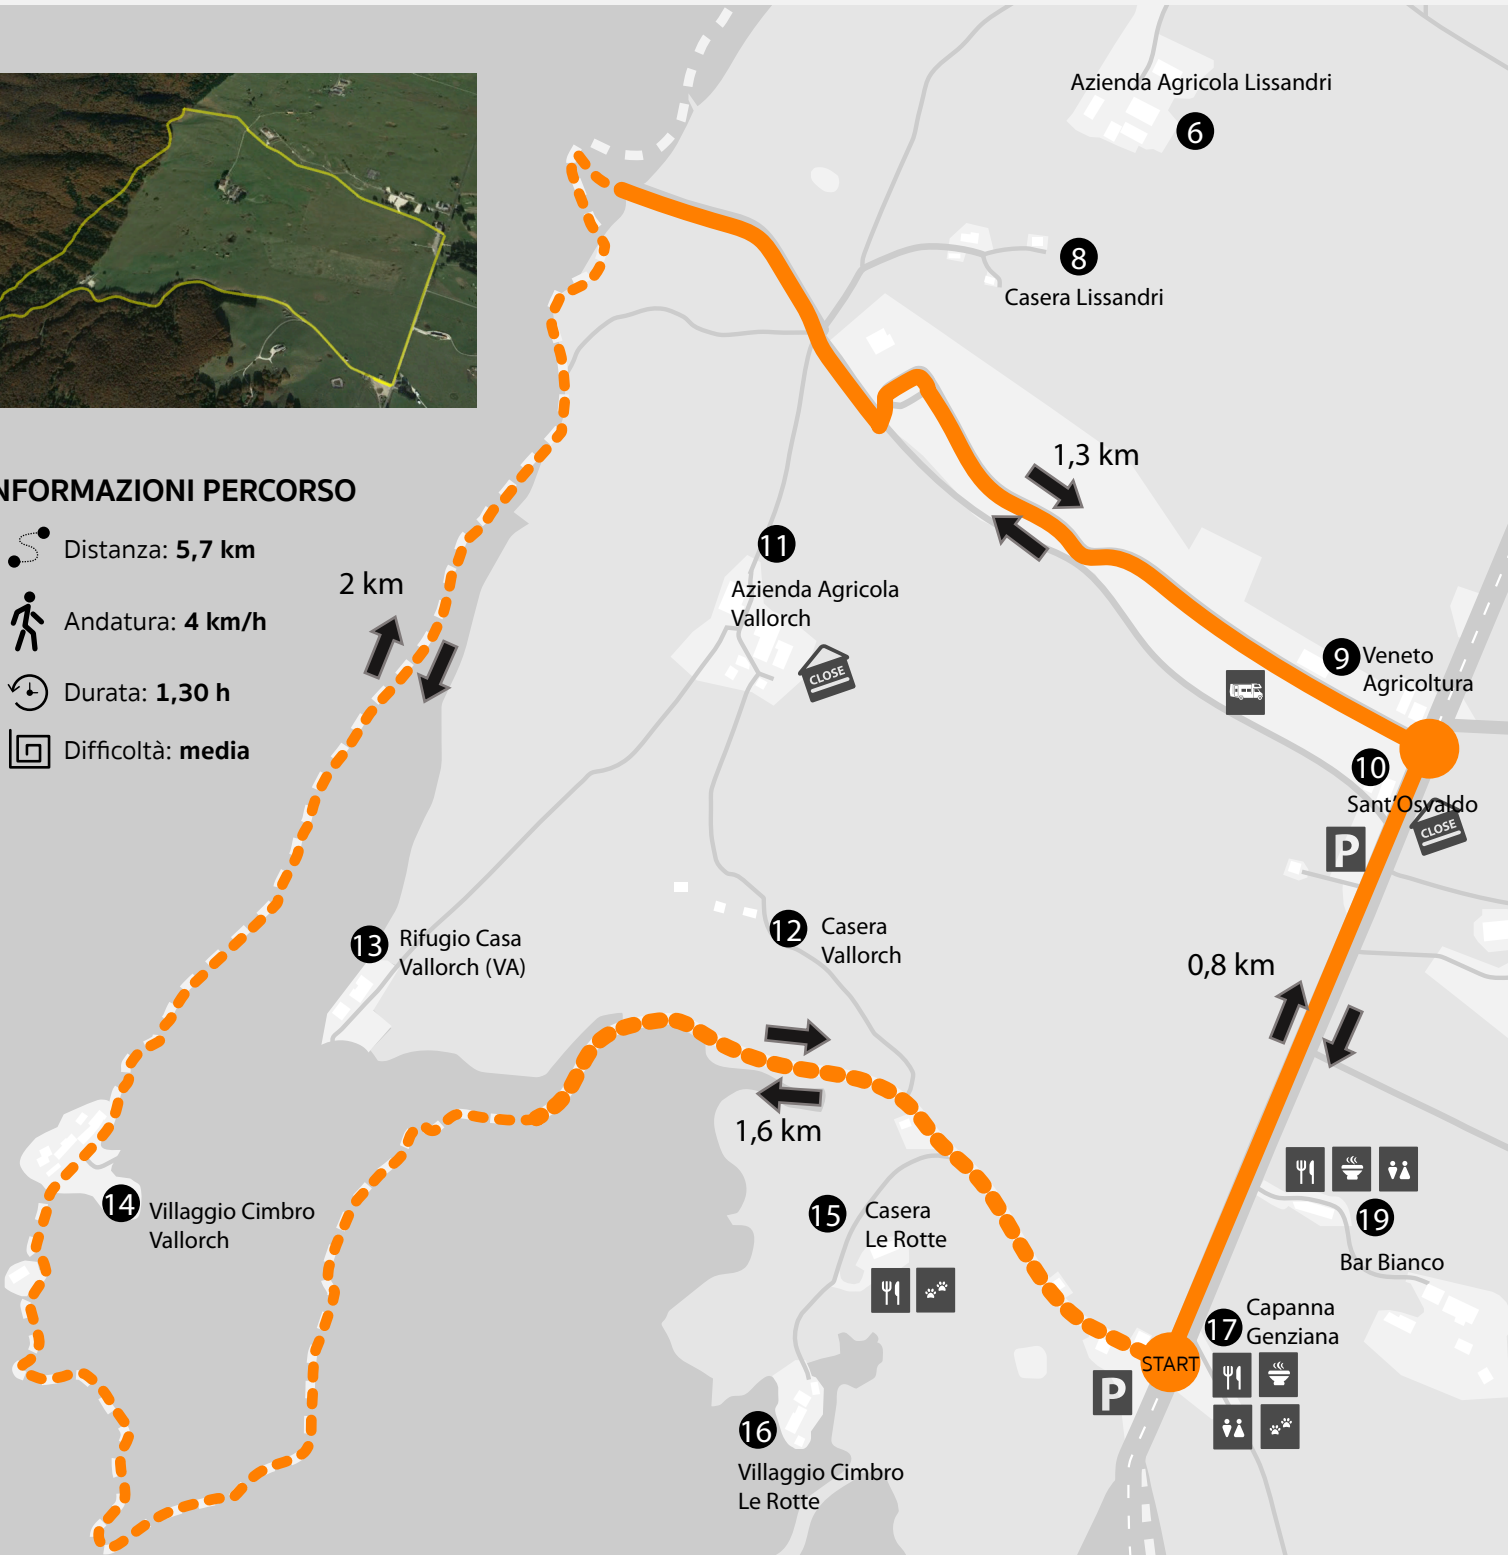 Azienda Agricola Lissandri
6
8
Casera Lissandri
1,3 km
NFORMAZIONI PERCORSO
Distanza: 5,7 km
2 km
Andatura: 4 km/h
Durata: 1,30 h
Difficoltà: media
11
Azienda Agricola
Vallorch
CLOSE
9
Veneto
Agricoltura
10
Sant'Osvaldo
CLOSE
P
13
Rifugio Casa
Vallorch (VA)
12
Casera
Vallorch
0,8 km
1,6 km
14
Villaggio Cimbro
Vallorch
15
Casera
Le Rotte
19
Bar Bianco
17
Capanna
Genziana
START
P
16
Villaggio Cimbro
Le Rotte